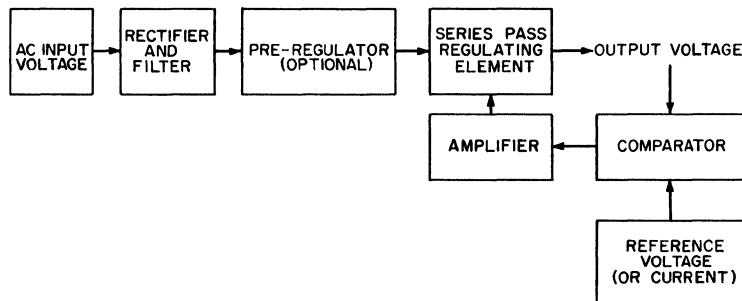 AC INPUT
VOLTAGE
RECTIFIER
AND
FILTER
PRE-REGULATOR
(OPTIONAL)
SERIES PASS
REGULATING
ELEMENT
OUTPUT VOLTAGE
AMPLIFIER
COMPARATOR
REFERENCE
VOLTAGE
(OR CURRENT)